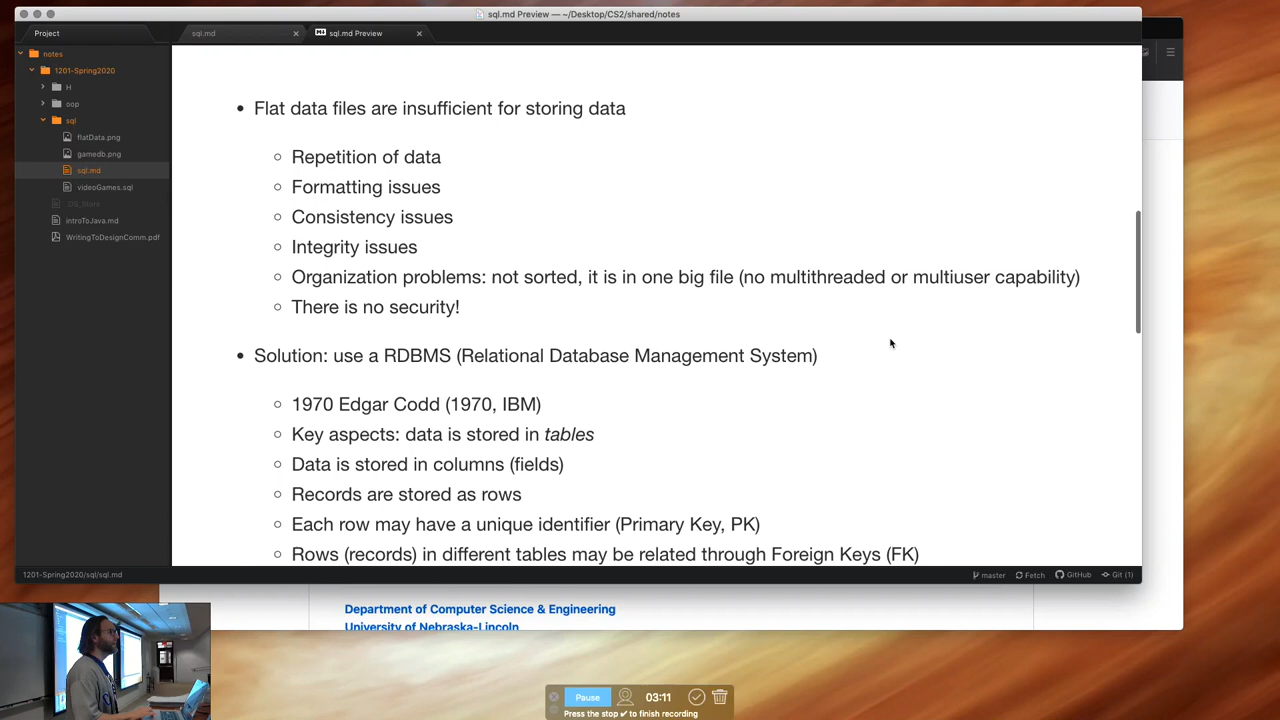 sql.md Preview — ~/Desktop/CS2/shared/notes
Project
sql.md
sql.md Preview
notes
1201-Spring2020
H
oop
sql
flatData.png
gamedb.png
sql.md
videoGames.sql
.DS_Store
introToJava.md
WritingToDesignComm.pdf
• Flat data files are insufficient for storing data
○ Repetition of data
○ Formatting issues
○ Consistency issues
○ Integrity issues
○ Organization problems: not sorted, it is in one big file (no multithreaded or multiuser capability)
○ There is no security!
• Solution: use a RDBMS (Relational Database Management System)
○ 1970 Edgar Codd (1970, IBM)
○ Key aspects: data is stored in tables
○ Data is stored in columns (fields)
○ Records are stored as rows
○ Each row may have a unique identifier (Primary Key, PK)
○ Rows (records) in different tables may be related through Foreign Keys (FK)
1201-Spring2020/sql/sql.md
master
Fetch
GitHub
Git (1)
Department of Computer Science & Engineering
University of Nebraska-Lincoln
Pause
03:11
Press the stop ✓ to finish recording